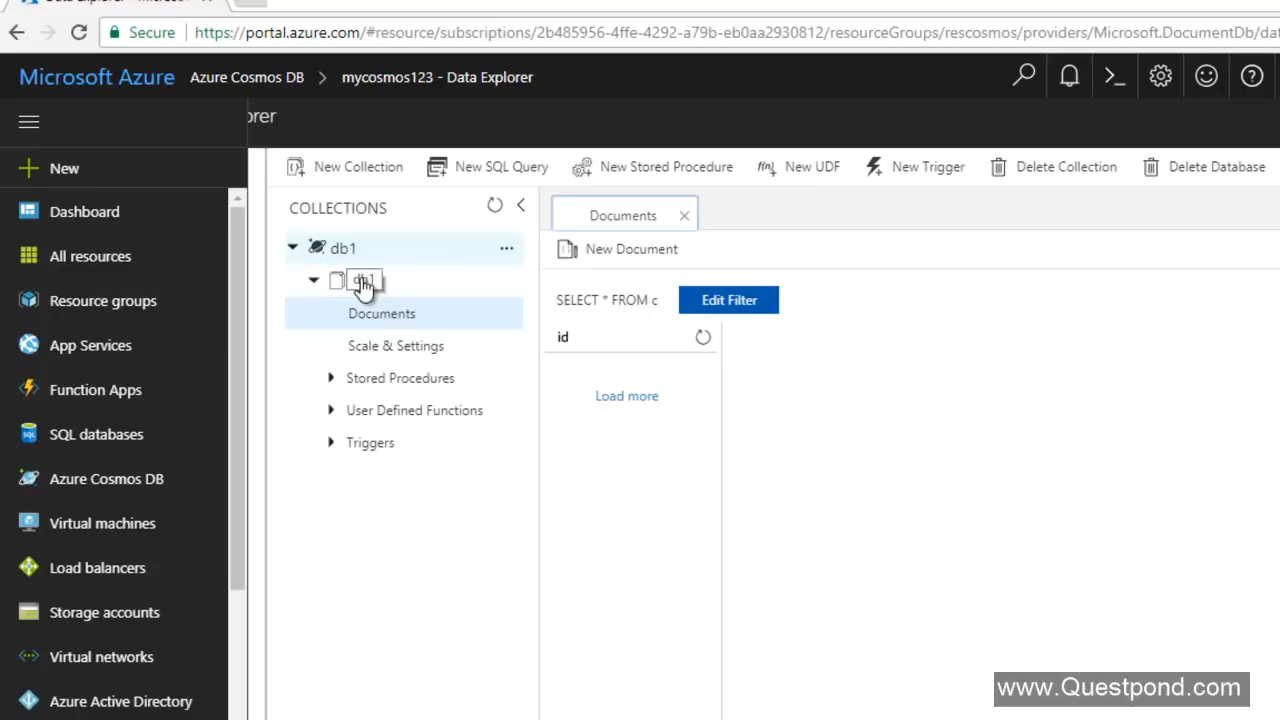 Secure
https://portal.azure.com/#resource/subscriptions/2b485956-4ffe-4292-a79b-eb0aa2930812/resourceGroups/rescosmos/providers/Microsoft.DocumentDb/dat
Microsoft Azure Azure Cosmos DB > mycosmos123 - Data Explorer
orer
New
Dashboard
All resources
Resource groups
App Services
Function Apps
SQL databases
Azure Cosmos DB
Virtual machines
Load balancers
Storage accounts
Virtual networks
Azure Active Directory
New Collection New SQL Query New Stored Procedure New UDF New Trigger Delete Collection Delete Database
COLLECTIONS
db1 ...
Documents
Scale & Settings
Stored Procedures
User Defined Functions
Triggers
Documents
New Document
SELECT * FROM c Edit Filter
id
Load more
www.Questpond.com